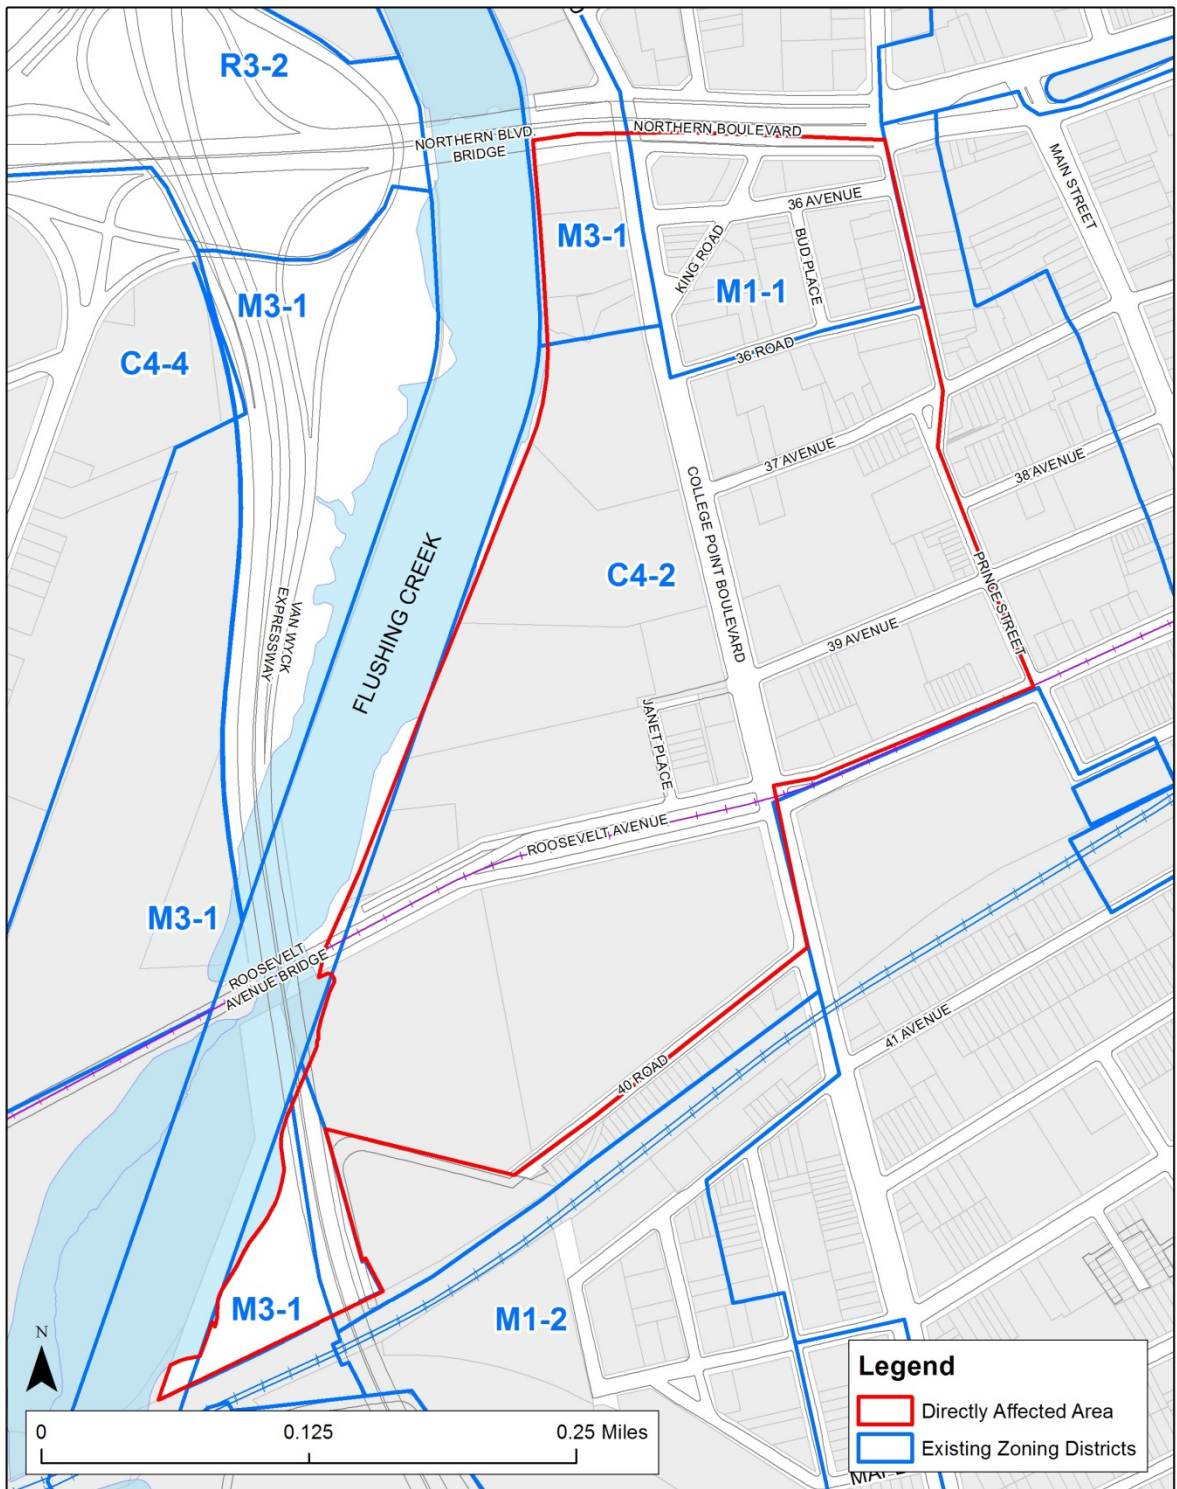 R3-2
NORTHERN BLVD.
BRIDGE
NORTHERN BOULEVARD
MAIN STREET
36 AVENUE
M3-1
KING ROAD
BUD PLACE
M1-1
M3-1
C4-4
36 ROAD
37 AVENUE
38 AVENUE
COLLEGE POINT BOULEVARD
FLUSHING CREEK
C4-2
PRINCE STREET
VAN WYCK
EXPRESSWAY
39 AVENUE
JANET PLACE
ROOSEVELT AVENUE
M3-1
ROOSEVELT
AVENUE BRIDGE
41 AVENUE
40 ROAD
M3-1
M1-2
N
Legend
Directly Affected Area
Existing Zoning Districts
0 0.125 0.25 Miles